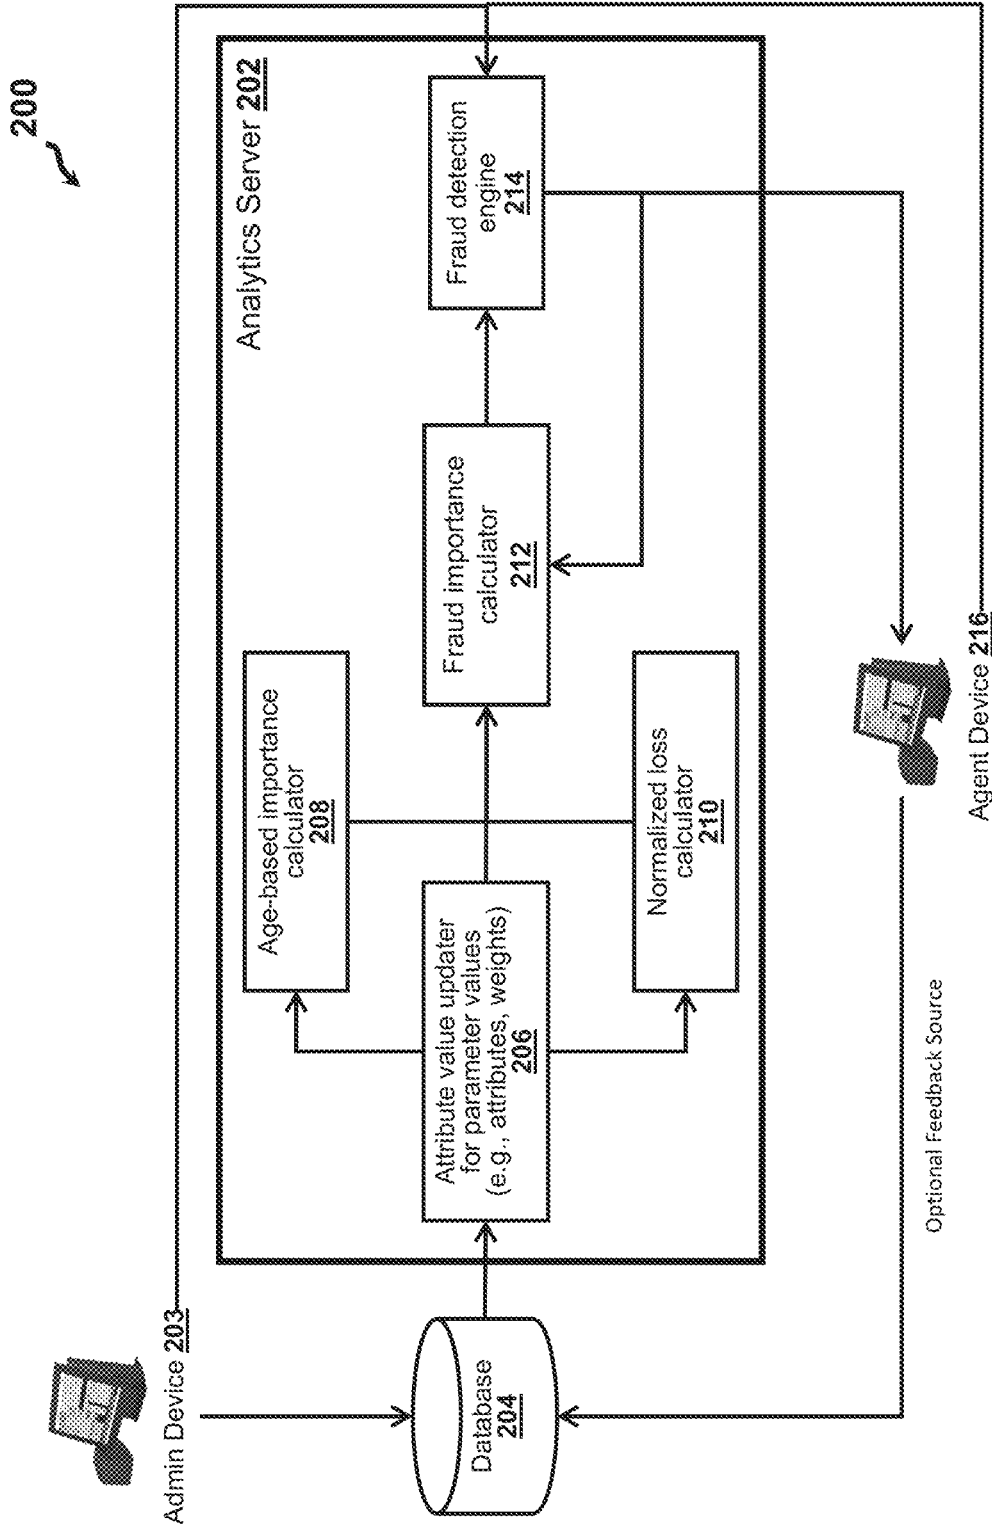 200
Analytics Server 202
Admin Device 203
Database
204
Attribute value updater
for parameter values
(e.g., attributes, weights)
206
Age-based importance
calculator
208
Normalized loss
calculator
210
Fraud importance
calculator
212
Fraud detection
engine
214
Agent Device 216
Optional Feedback Source